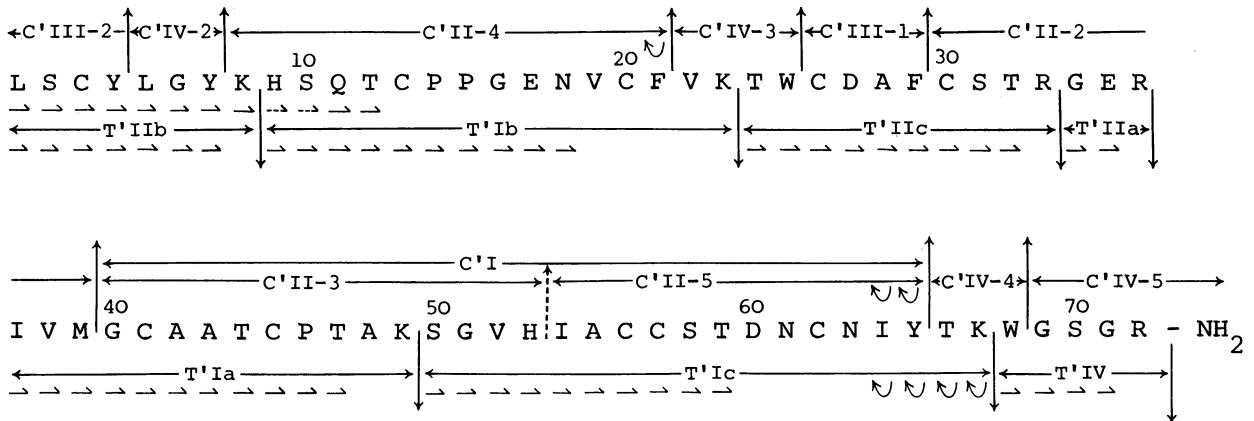 C'III-2 C'IV-2 C'II-4 C'IV-3 C'III-1 C'II-2
10 20 30
L S C Y L G Y K H S Q T C P P G E N V C F V K T W C D A F C S T R G E R
T'IIb T'Ib T'IIc T'IIa
C'I
C'II-3 C'II-5 C'IV-4 C'IV-5
40 50 60 70
I V M G C A A T C P T A K S G V H I A C C S T D N C N I Y T K W G S G R - NH2
T'Ia T'Ic T'IV